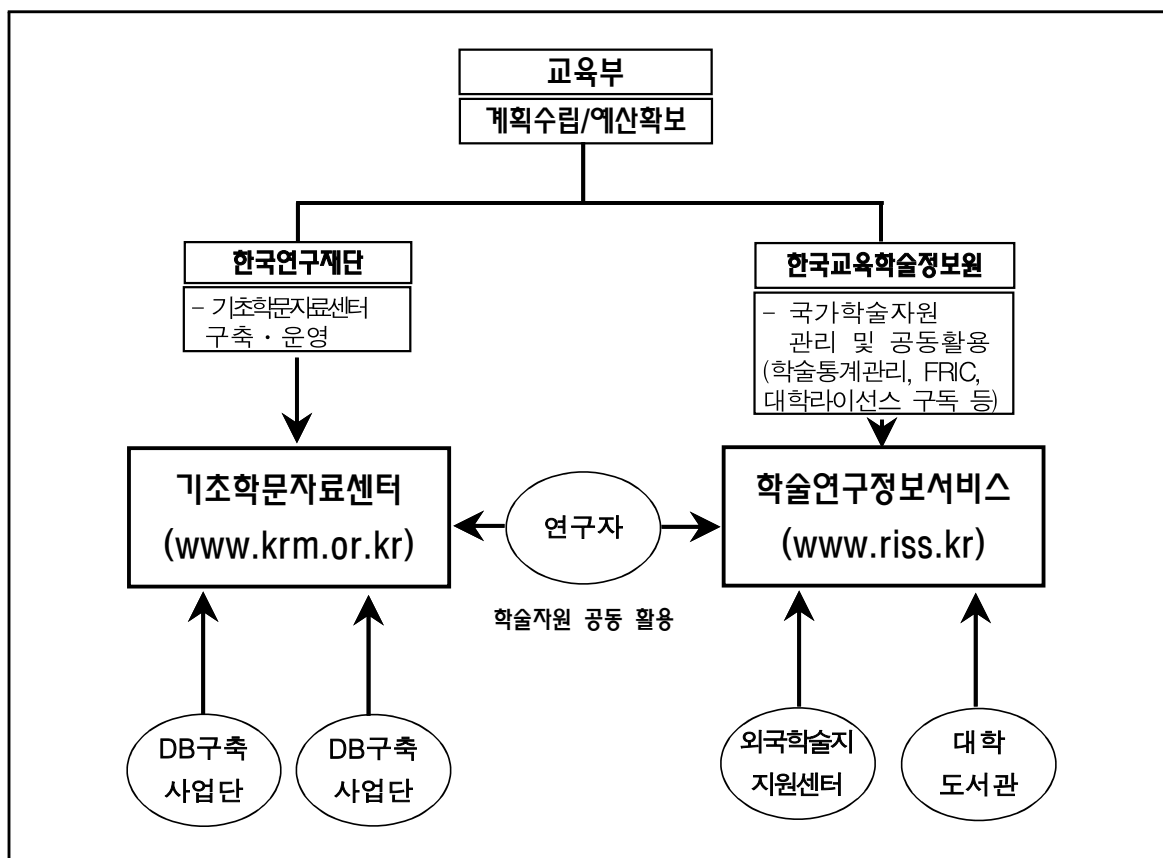 교육부
계획수립/예산확보
한국연구재단
- 기초학문자료센터
구축·운영
한국교육학술정보원
- 국가학술자원
관리 및 공동활용
(학술통계관리, FRIC,
대학라이선스 구독 등)
기초학문자료센터
(www.krm.or.kr)
연구자
학술연구정보서비스
(www.riss.kr)
학술자원 공동 활용
DB구축
사업단
DB구축
사업단
외국학술지
지원센터
대학
도서관